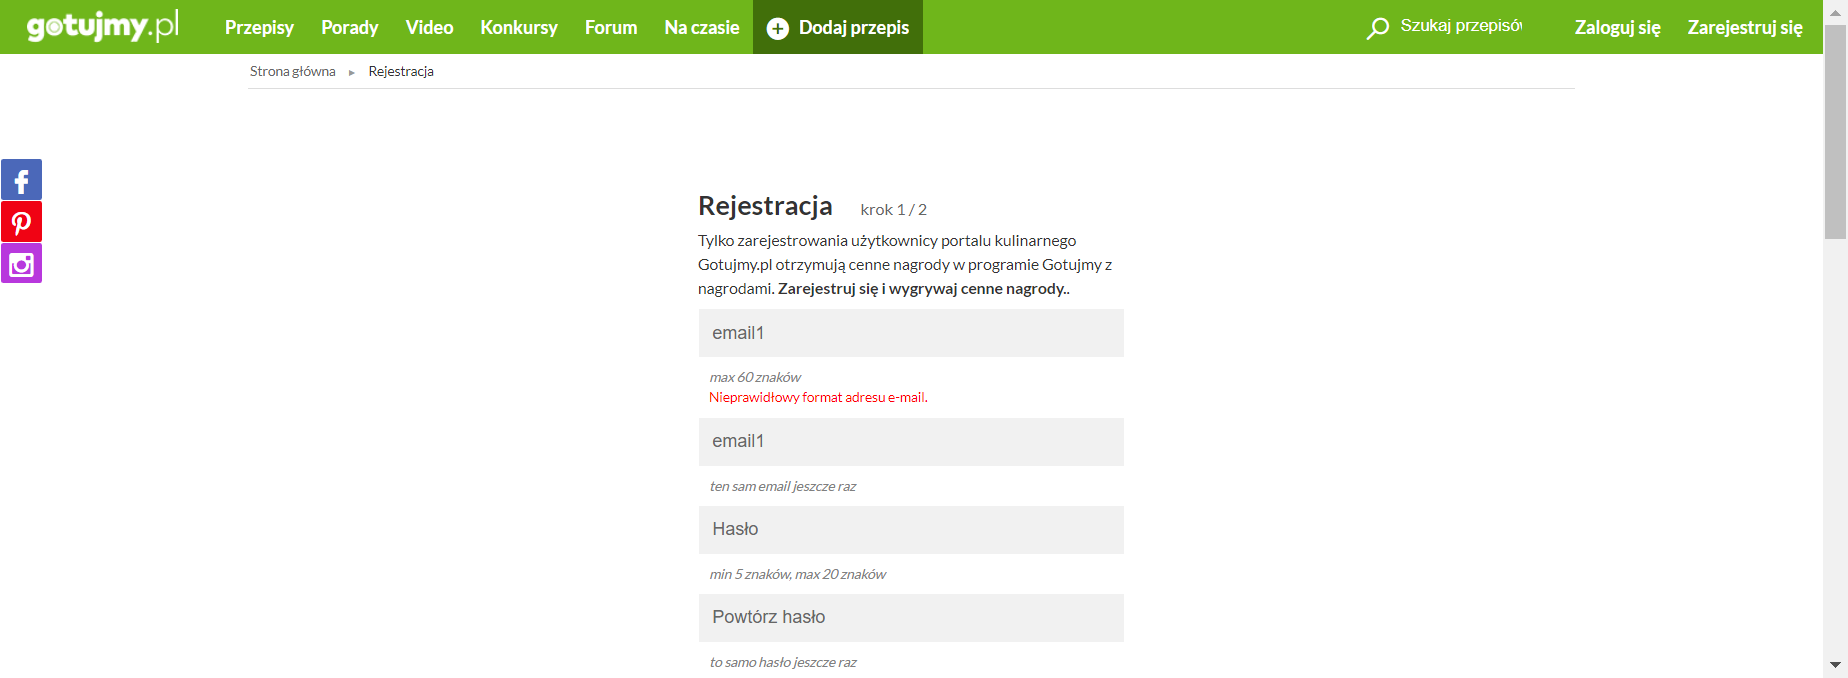 gotujmy.pl Przepisy Porady Video Konkursy Forum Na czasie Dodaj przepis Szukaj przepisów Zaloguj się Zarejestruj się
Strona główna ▸ Rejestracja
Rejestracja krok 1 / 2
Tylko zarejestrowania użytkownicy portalu kulinarnego
Gotujmy.pl otrzymują cenne nagrody w programie Gotujmy z
nagrodami. Zarejestruj się i wygrywaj cenne nagrody..
email1
max 60 znaków
Nieprawidłowy format adresu e-mail.
email1
ten sam email jeszcze raz
Hasło
min 5 znaków, max 20 znaków
Powtórz hasło
to samo hasło jeszcze raz